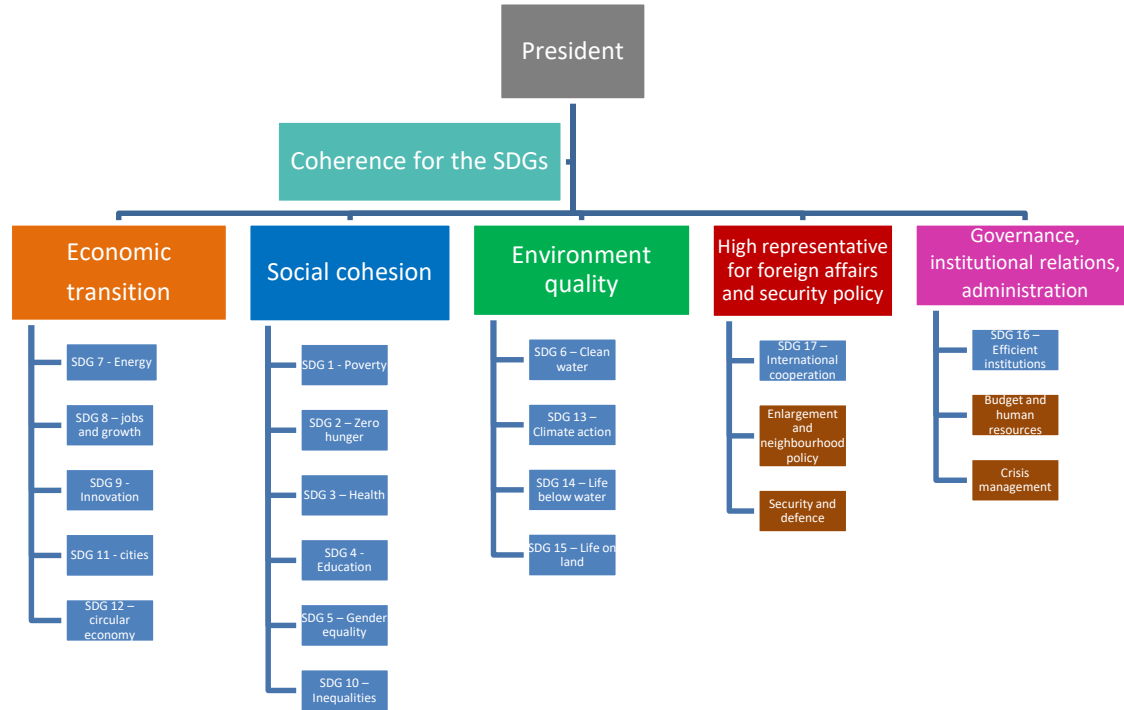 President
Coherence for the SDGs
Economic
transition
SDG 7 - Energy
SDG 8 – jobs
and growth
SDG 9 -
Innovation
SDG 11 - cities
SDG 12 –
circular
economy
Social cohesion
SDG 1 - Poverty
SDG 2 – Zero
hunger
SDG 3 – Health
SDG 4 -
Education
SDG 5 – Gender
equality
SDG 10 –
Inequalities
Environment
quality
SDG 6 – Clean
water
SDG 13 –
Climate action
SDG 14 – Life
below water
SDG 15 – Life on
land
High representative
for foreign affairs
and security policy
SDG 17 –
International
cooperation
Enlargement
and
neighbourhood
policy
Security and
defence
Governance,
institutional relations,
administration
SDG 16 –
Efficient
institutions
Budget and
human
resources
Crisis
management